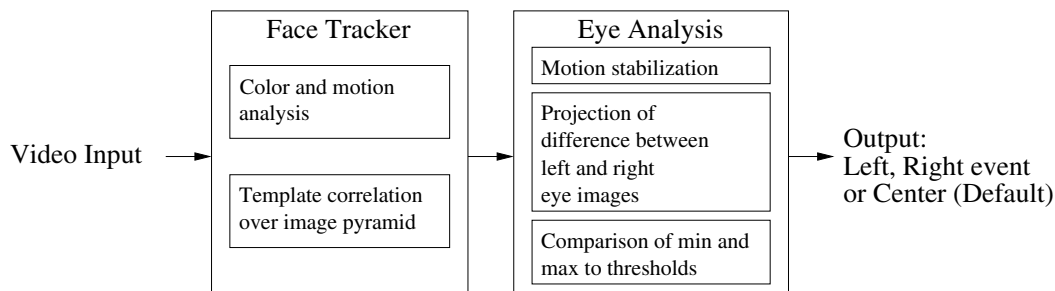 Video Input
Face Tracker
Color and motion
analysis
Template correlation
over image pyramid
Eye Analysis
Motion stabilization
Projection of
difference between
left and right
eye images
Comparison of min and
max to thresholds
Output:
Left, Right event
or Center (Default)